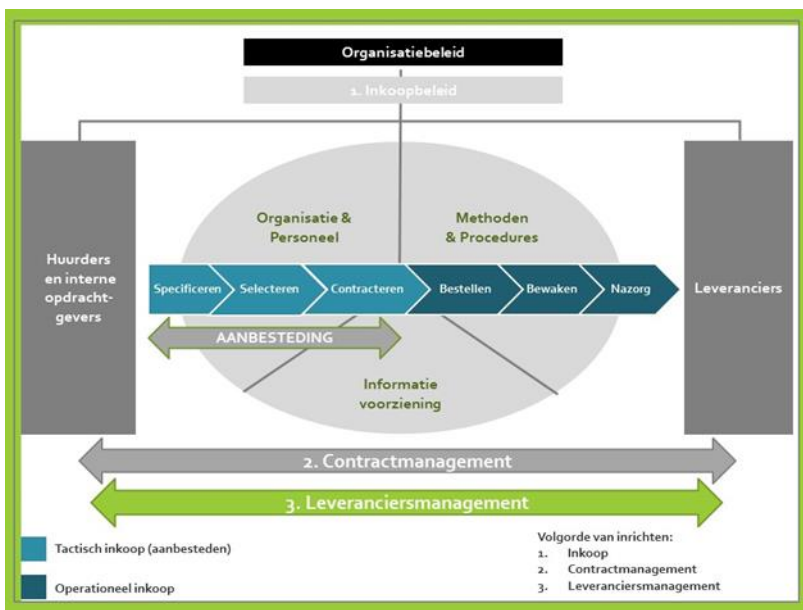 Organisatiebeleid
1. Inkoopbeleid
Huurders
en interne
opdracht-
gevers
Organisatie &
Personeel
Methoden
& Procedures
Leveranciers
Specificeren
Selecteren
Contracteren
Bestellen
Bewaken
Nazorg
AANBESTEDING
Informatie
voorziening
2. Contractmanagement
3. Leveranciersmanagement
Tactisch inkoop (aanbesteden)
Operationeel inkoop
Volgorde van inrichten:
1. Inkoop
2. Contractmanagement
3. Leveranciersmanagement